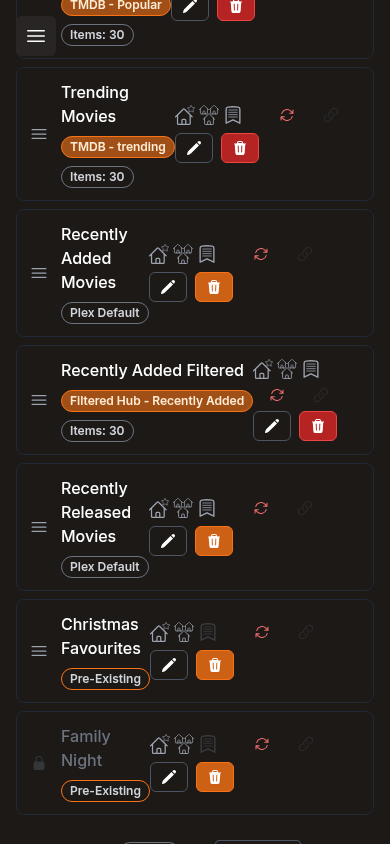 TMDB - Popular
Items: 30
Trending
Movies
TMDB - trending
Items: 30
Recently
Added
Movies
Plex Default
Recently Added Filtered
FIltered Hub - Recently Added
Items: 30
Recently
Released
Movies
Plex Default
Christmas
Favourites
Pre-Existing
Family
Night
Pre-Existing